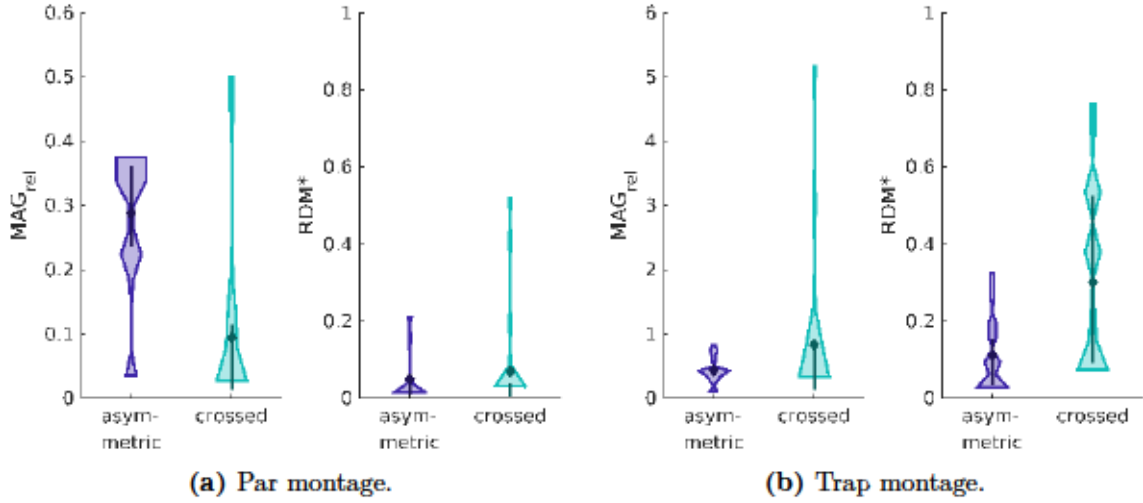 0.6
0.5
0.4
0.3
0.2
0.1
0
MAG_rel
asym-
metric
crossed
1
0.8
0.6
0.4
0.2
0
RDM*
asym-
metric
crossed
(a) Par montage.
6
5
4
3
2
1
0
MAG_rel
asym-
metric
crossed
1
0.8
0.6
0.4
0.2
0
RDM*
asym-
metric
crossed
(b) Trap montage.